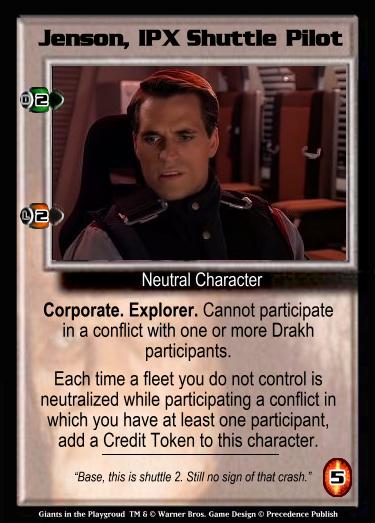 Jenson, IPX Shuttle Pilot
D 2
L 2
Neutral Character
Corporate. Explorer. Cannot participate
in a conflict with one or more Drakh
participants.
Each time a fleet you do not control is
neutralized while participating a conflict in
which you have at least one participant,
add a Credit Token to this character.
"Base, this is shuttle 2. Still no sign of that crash."
5
Giants in the Playgroud TM & © Warner Bros. Game Design © Precedence Publish